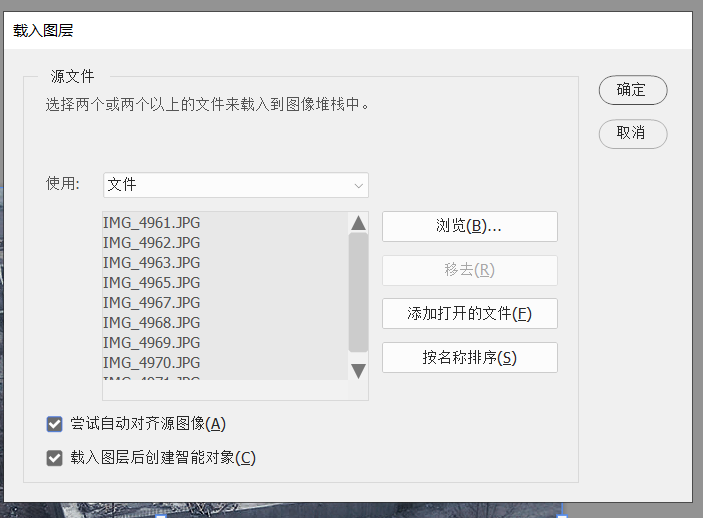 载入图层
源文件
选择两个或两个以上的文件来载入到图像堆栈中。
确定
取消
使用:
文件
IMG_4961.JPG
IMG_4962.JPG
IMG_4963.JPG
IMG_4965.JPG
IMG_4967.JPG
IMG_4968.JPG
IMG_4969.JPG
IMG_4970.JPG
IMG_4971.JPG
浏览(B)...
移去(R)
添加打开的文件(F)
按名称排序(S)
尝试自动对齐源图像(A)
载入图层后创建智能对象(C)